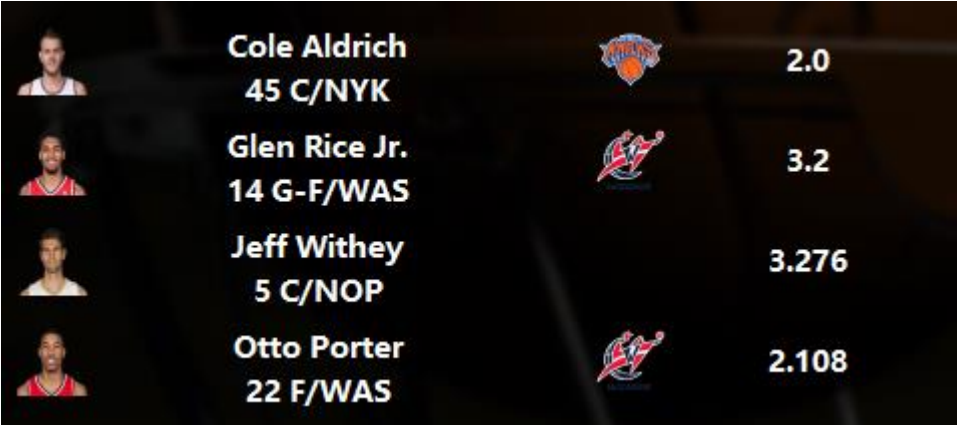 Cole Aldrich
45 C/NYK
2.0
Glen Rice Jr.
14 G-F/WAS
3.2
Jeff Withey
5 C/NOP
3.276
Otto Porter
22 F/WAS
2.108